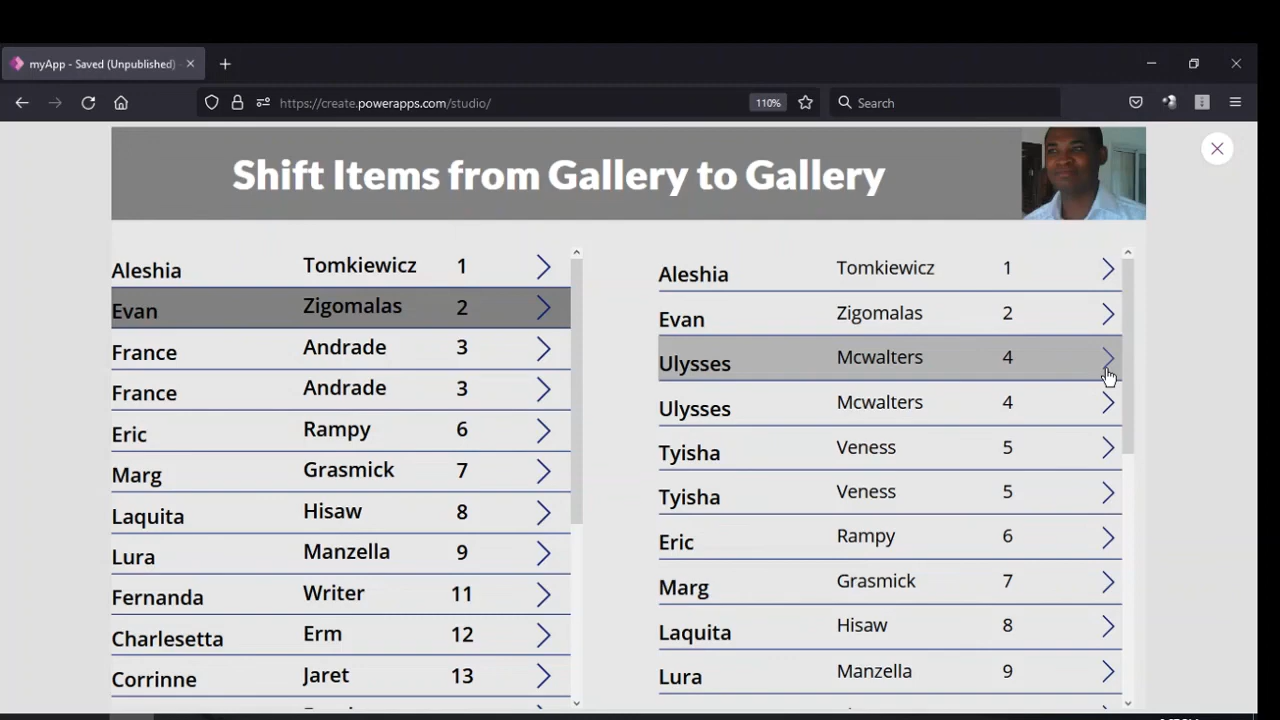 myApp - Saved (Unpublished)
https://create.powerapps.com/studio/
110%
Search
Shift Items from Gallery to Gallery
Aleshia Tomkiewicz 1
Evan Zigomalas 2
France Andrade 3
France Andrade 3
Eric Rampy 6
Marg Grasmick 7
Laquita Hisaw 8
Lura Manzella 9
Fernanda Writer 11
Charlesetta Erm 12
Corrinne Jaret 13
Aleshia Tomkiewicz 1
Evan Zigomalas 2
Ulysses Mcwalters 4
Ulysses Mcwalters 4
Tyisha Veness 5
Tyisha Veness 5
Eric Rampy 6
Marg Grasmick 7
Laquita Hisaw 8
Lura Manzella 9